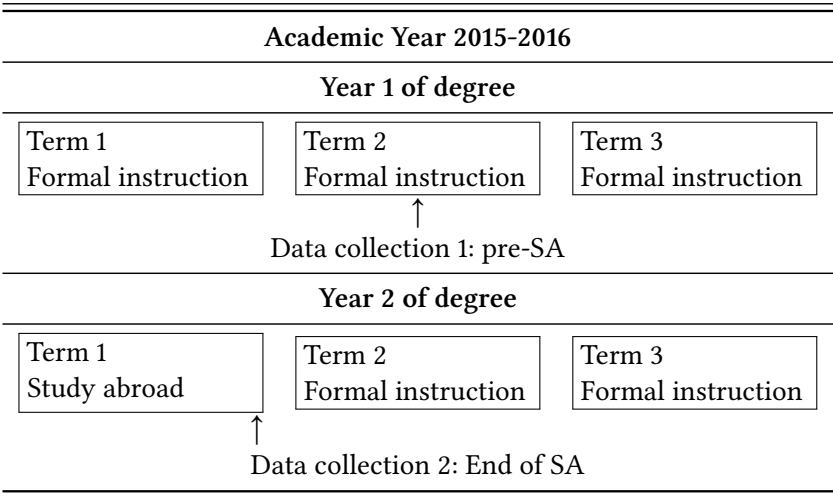 Academic Year 2015-2016
Year 1 of degree
Term 1
Formal instruction
Term 2
Formal instruction
Term 3
Formal instruction
↑
Data collection 1: pre-SA
Year 2 of degree
Term 1
Study abroad
Term 2
Formal instruction
Term 3
Formal instruction
↑
Data collection 2: End of SA